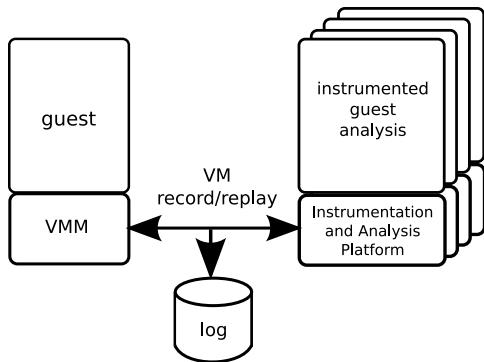 guest
VMM
VM
record/replay
log
instrumented
guest
analysis
Instrumentation
and Analysis
Platform